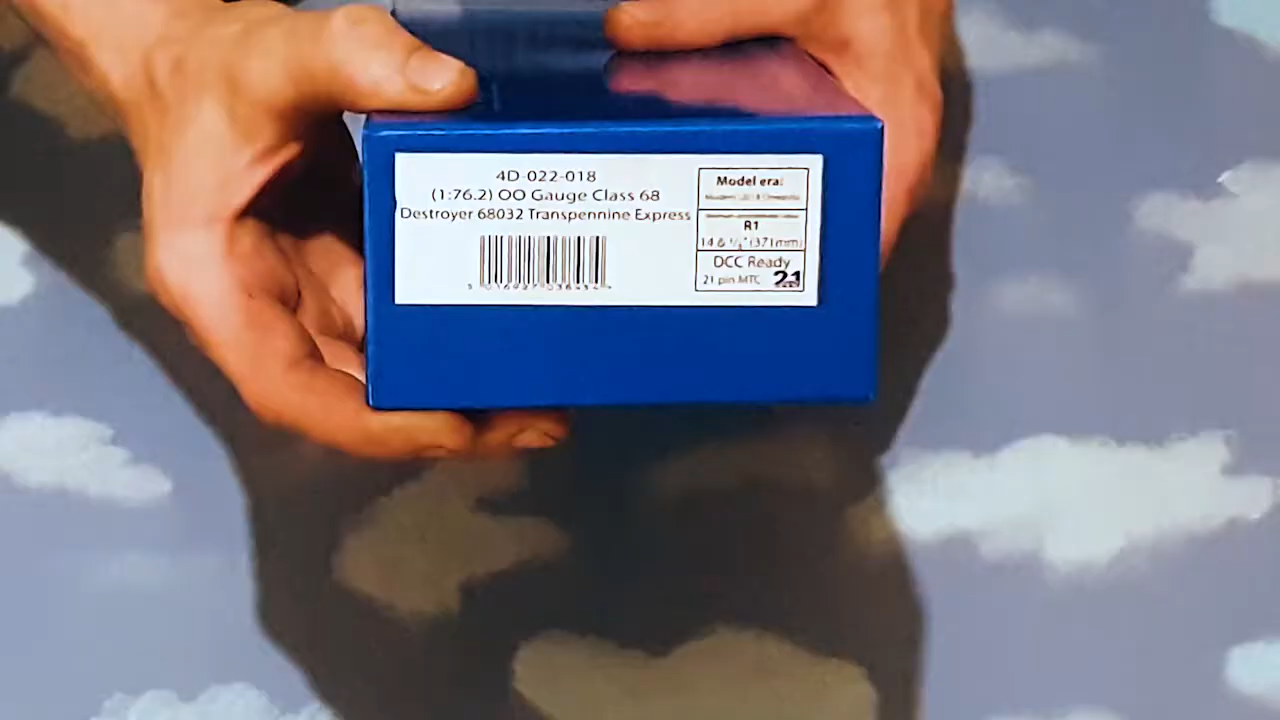 4D-022-018
(1:76.2) OO Gauge Class 68
Destroyer 68032 Transpennine Express
Model era:
R1
(371mm)
DCC Ready
21 pin MTC 21